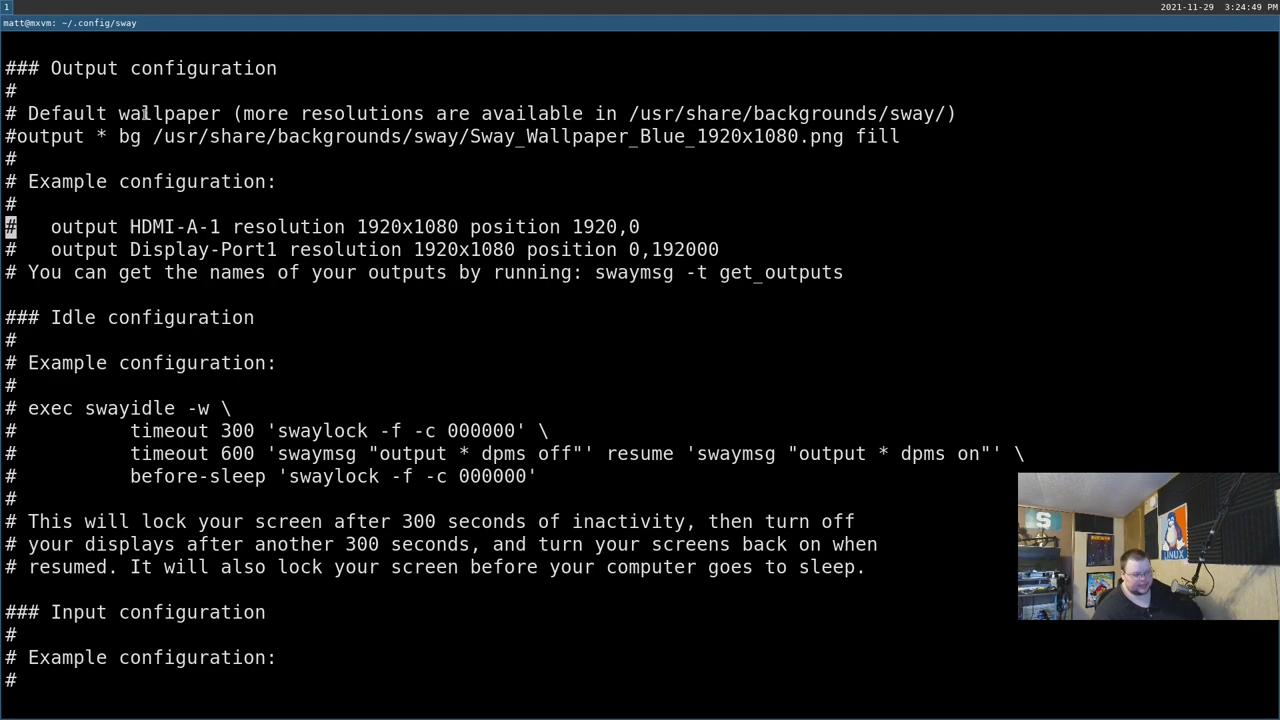 1
2021-11-29 3:24:49 PM
matt@mxvm: ~/.config/sway
### Output configuration
#
# Default wallpaper (more resolutions are available in /usr/share/backgrounds/sway/)
#output * bg /usr/share/backgrounds/sway/Sway_Wallpaper_Blue_1920x1080.png fill
#
# Example configuration:
#
#   output HDMI-A-1 resolution 1920x1080 position 1920,0
#   output Display-Port1 resolution 1920x1080 position 0,192000
# You can get the names of your outputs by running: swaymsg -t get_outputs
### Idle configuration
#
# Example configuration:
#
# exec swayidle -w \
#          timeout 300 'swaylock -f -c 000000' \
#          timeout 600 'swaymsg "output * dpms off"' resume 'swaymsg "output * dpms on"' \
#          before-sleep 'swaylock -f -c 000000'
#
# This will lock your screen after 300 seconds of inactivity, then turn off
# your displays after another 300 seconds, and turn your screens back on when
# resumed. It will also lock your screen before your computer goes to sleep.
### Input configuration
#
# Example configuration:
#
S
LINUX